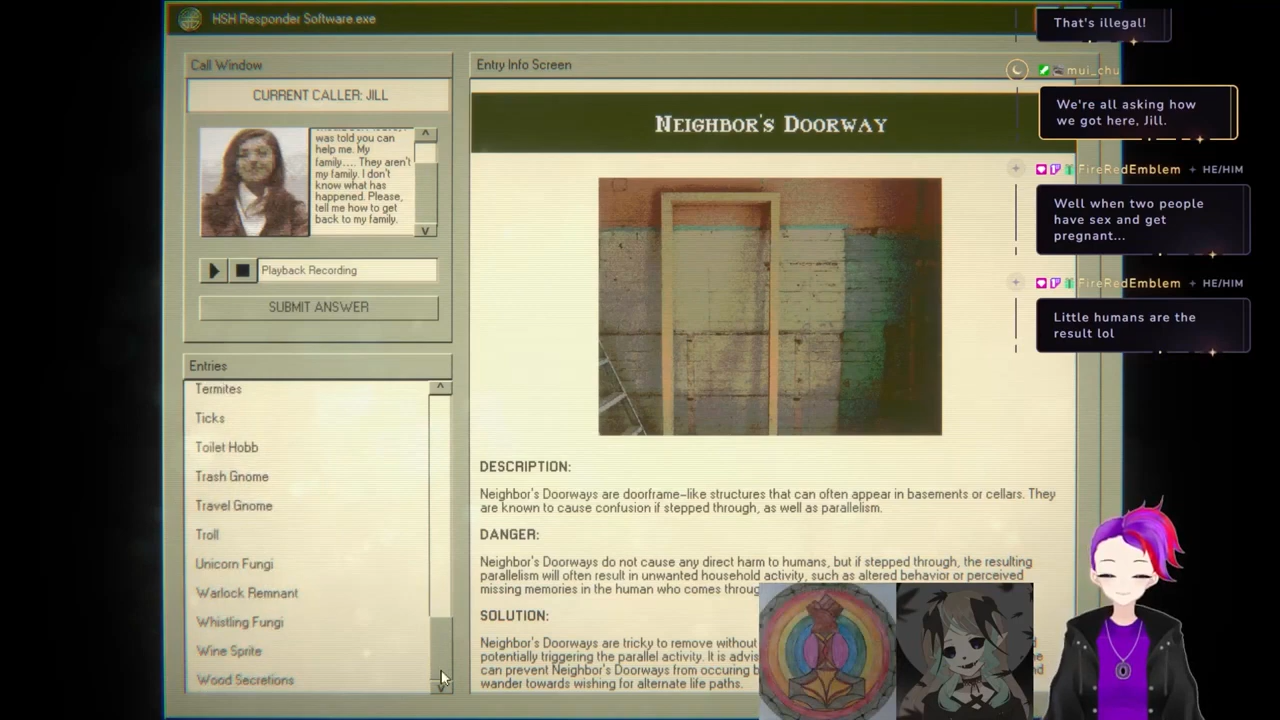 HSH Responder Software.exe
Call Window
CURRENT CALLER: JILL
was told you can
help me. My
family.... They aren't
my family. I don't
know what has
happened. Please,
tell me how to get
back to my family.
Playback Recording
SUBMIT ANSWER
Entries
Termites
Ticks
Toilet Hobb
Trash Gnome
Travel Gnome
Troll
Unicorn Fungi
Warlock Remnant
Whistling Fungi
Wine Sprite
Wood Secretions
Entry Info Screen
NEIGHBOR'S DOORWAY
DESCRIPTION:
Neighbor's Doorways are doorframe-like structures that can often appear in basements or cellars. They
are known to cause confusion if stepped through, as well as parallelism.
DANGER:
Neighbor's Doorways do not cause any direct harm to humans, but if stepped through, the resulting
parallelism will often result in unwanted household activity, such as altered behavior or perceived
missing memories in the human who comes
SOLUTION:
Neighbor's Doorways are tricky to remove without
potentially triggering the parallel activity. It is
can prevent Neighbor's Doorways from occuring
wander towards wishing for alternate life paths.
That's illegal!
mui_chu
We're all asking how
we got here, Jill.
FireRedEmblem HE/HIM
Well when two people
have sex and get
pregnant...
FireRedEmblem HE/HIM
Little humans are the
result lol